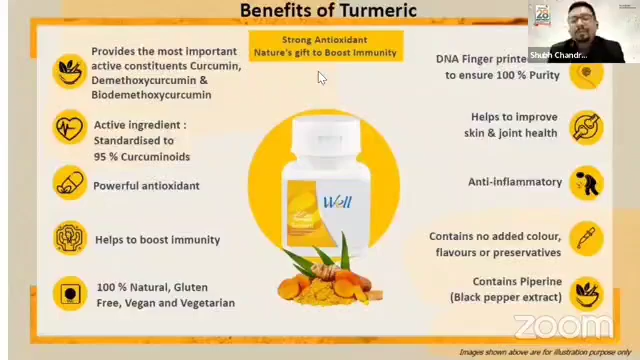 Benefits of Turmeric
Strong Antioxidant
Nature's gift to Boost Immunity
Provides the most important
active constituents Curcumin,
Demethoxycurcumin &
Biodemethoxycurcumin
Active ingredient :
Standardised to
95 % Curcuminoids
Powerful antioxidant
Helps to boost immunity
100 % Natural, Gluten
Free, Vegan and Vegetarian
Well
DNA Finger printe
to ensure 100 % Purity
Helps to improve
skin & joint health
Anti-inflammatory
Contains no added colour,
flavours or preservatives
Contains Piperine
(Black pepper extract)
Shubh Chandr...
zoom
Images shown above are for illustration purpose only